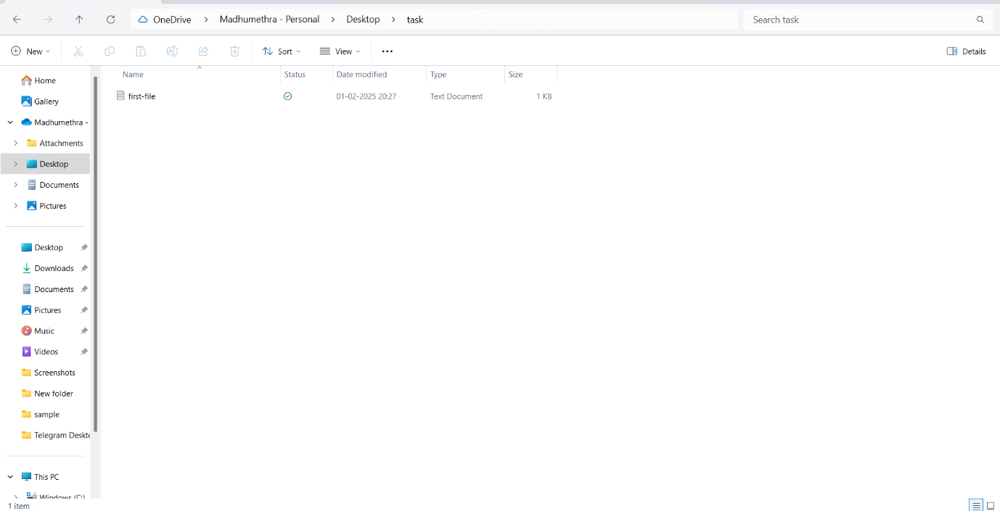 OneDrive > Madhumethra - Personal > Desktop > task
Search task
New
Sort
View
Details
Name Status Date modified Type Size
first-file 01-02-2025 20:27 Text Document 1 KB
Home
Gallery
Madhumethra -
Attachments
Desktop
Documents
Pictures
Desktop
Downloads
Documents
Pictures
Music
Videos
Screenshots
New folder
sample
Telegram Deskto
This PC
Windows (C:)
1 item